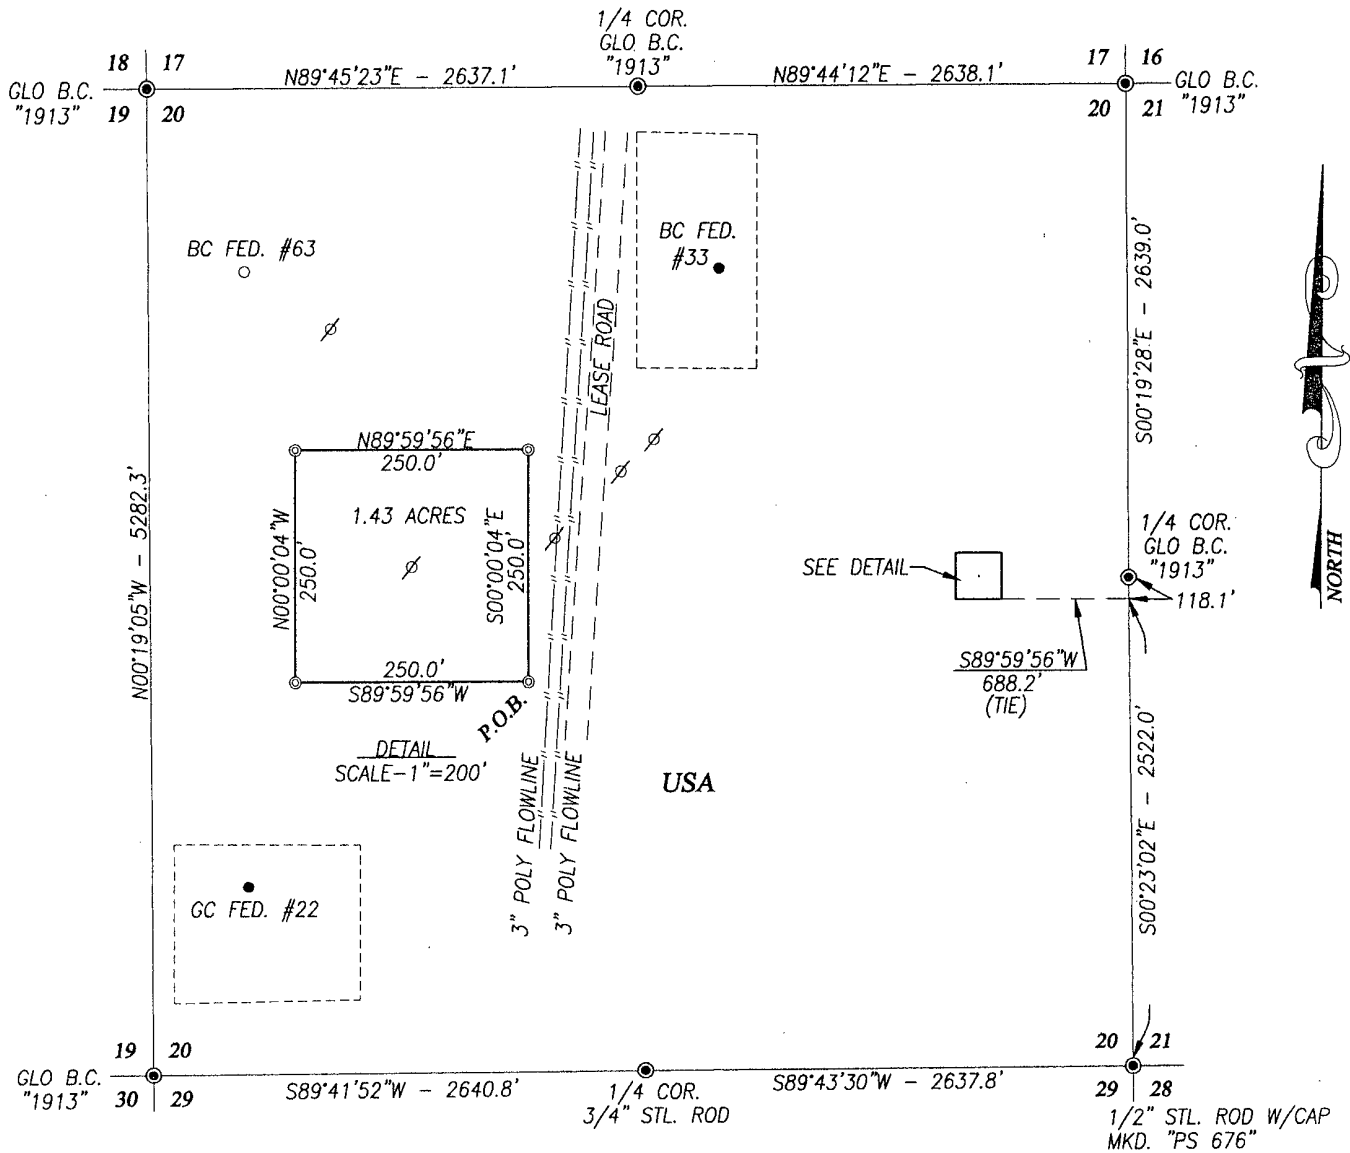 1/4 COR.
GLO B.C.
"1913"
18 17
17 16
N89°45'23"E - 2637.1'
N89°44'12"E - 2638.1'
GLO B.C.
"1913"
19 20
20 21
GLO B.C.
"1913"
BC FED. #63
BC FED.
#33
LEASE ROAD
S00°19'28"E - 2639.0'
N89°59'56"E
250.0'
1.43 ACRES
N00°00'04"W
250.0'
S00°00'04"E
250.0'
250.0'
S89°59'56"W
P.O.B.
DETAIL
SCALE-1"=200'
N00°19'05"W - 5282.3'
1/4 COR.
GLO B.C.
"1913"
118.1'
SEE DETAIL
S89°59'56"W
688.2'
(TIE)
NORTH
USA
3" POLY FLOWLINE
3" POLY FLOWLINE
S00°23'02"E - 2522.0'
GC FED. #22
19 20
20 21
GLO B.C.
"1913"
30 29
S89°41'52"W - 2640.8'
1/4 COR.
3/4" STL. ROD
S89°43'30"W - 2637.8'
29 28
1/2" STL. ROD W/CAP
MKD. "PS 676"